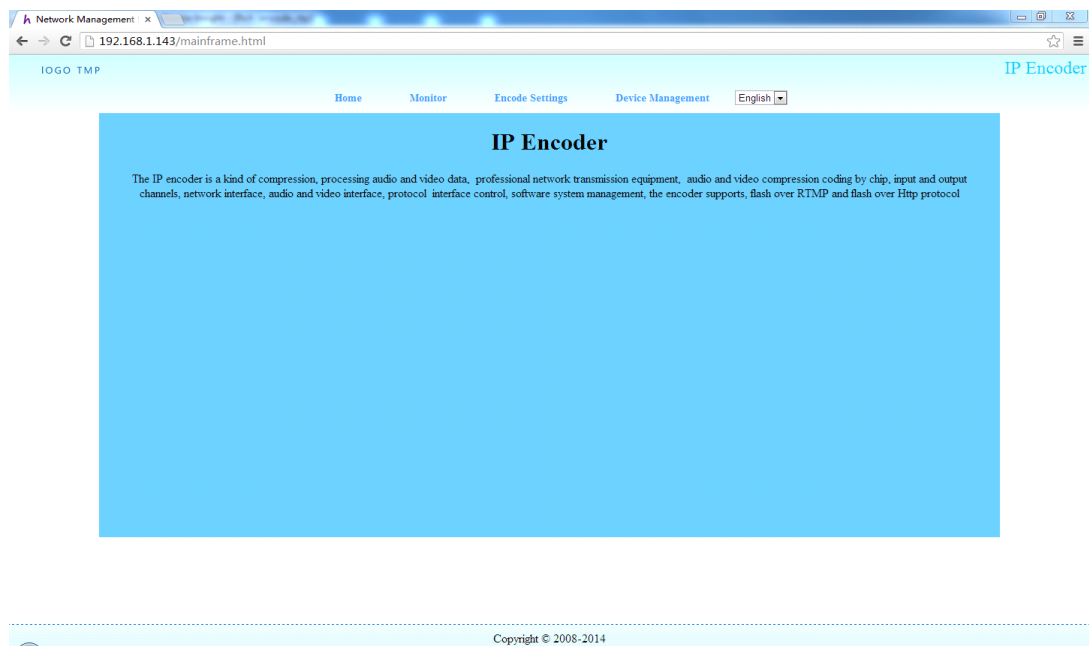 Network Management
192.168.1.143/mainframe.html
lOGO TMP
IP Encoder
Home Monitor Encode Settings Device Management English
IP Encoder
The IP encoder is a kind of compression, processing audio and video data, professional network transmission equipment, audio and video compression coding by chip, input and output
channels, network interface, audio and video interface, protocol interface control, software system management, the encoder supports, flash over RTMP and flash over Http protocol
Copyright © 2008-2014